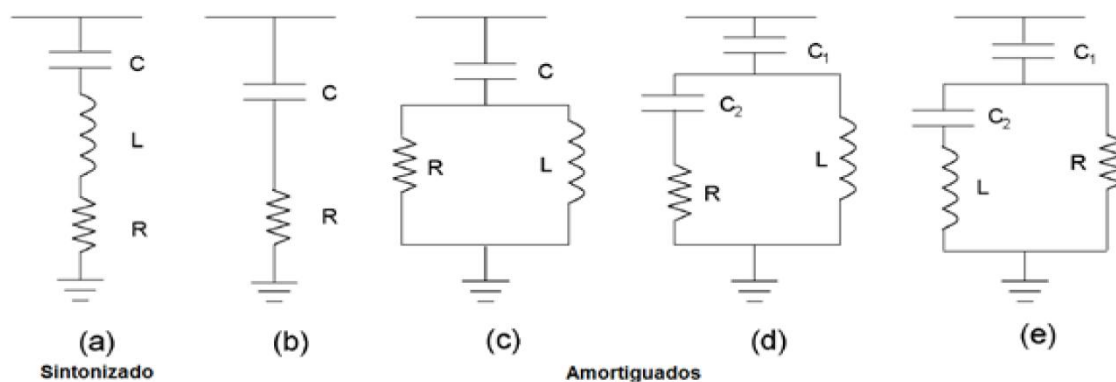 C
L
R
(a)
Sintonizado
C
R
(b)
C
R
L
(c)
C₁
C₂
R
L
(d)
C₁
C₂
L
R
(e)
Amortiguados